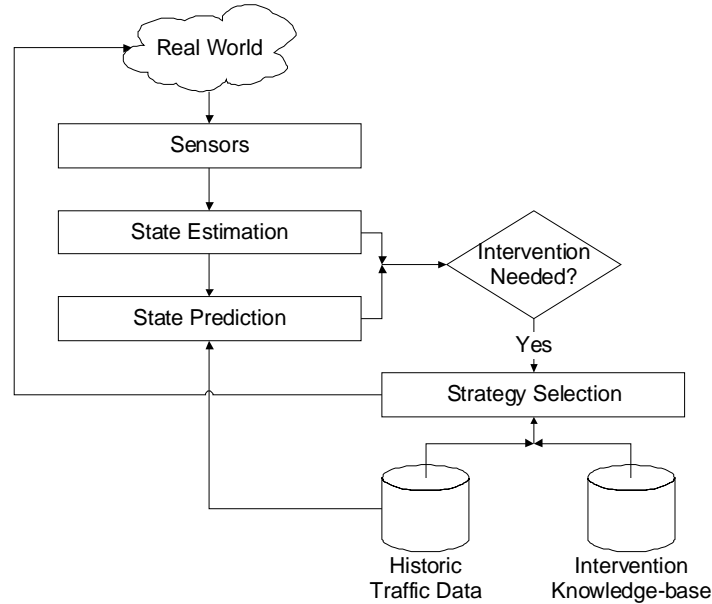 Real World
Sensors
State Estimation
Intervention
Needed?
State Prediction
Yes
Strategy Selection
Historic
Traffic Data
Intervention
Knowledge-base